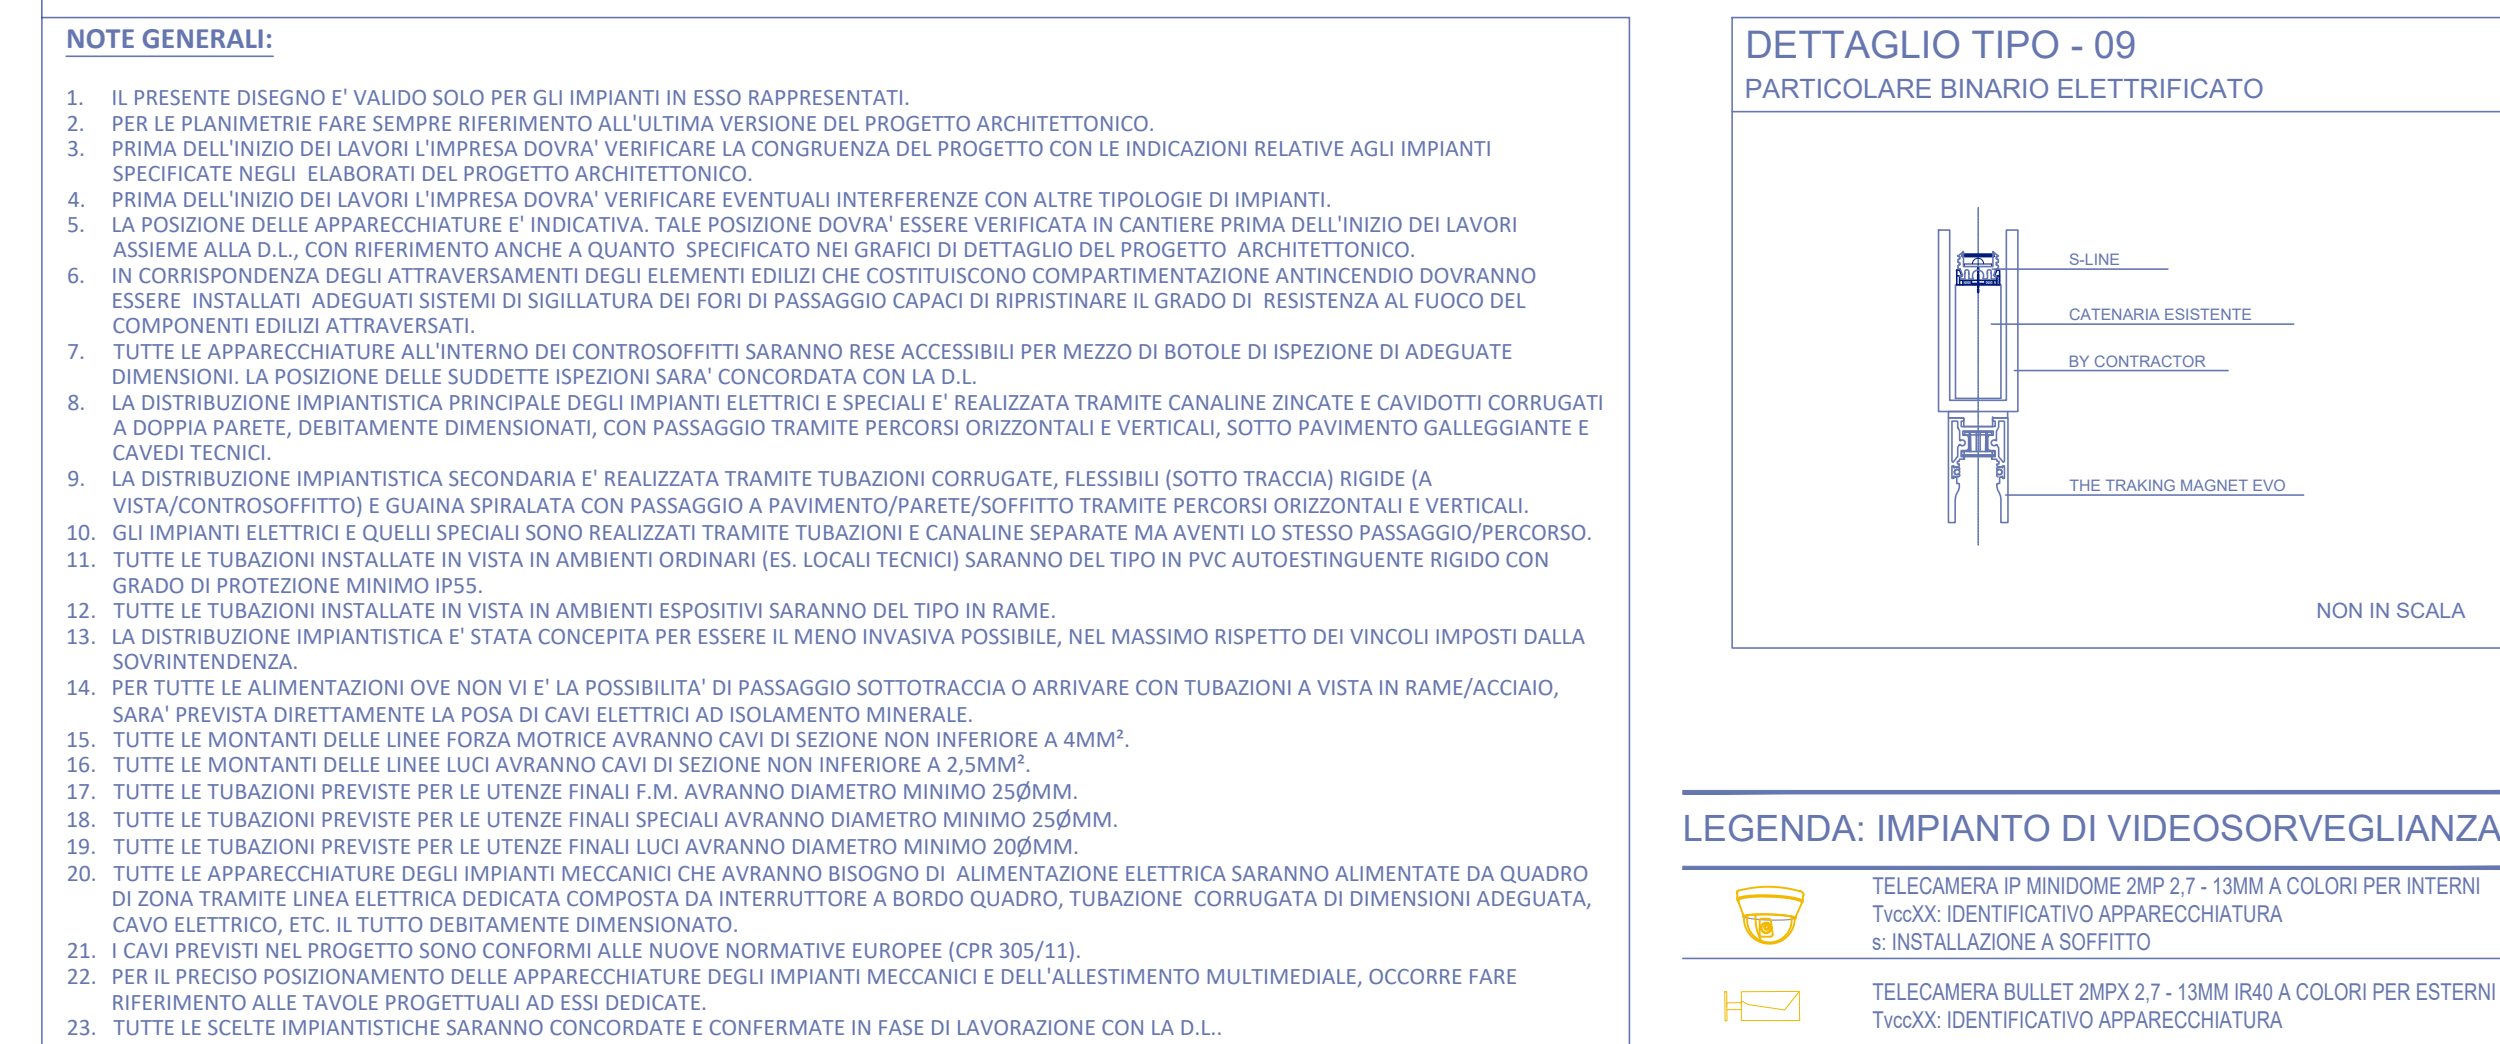 NOTE GENERALI:
1. IL PRESENTE DISEGNO E' VALIDO SOLO PER GLI IMPIANTI IN ESSO RAPPRESENTATI.
2. PER LE PLANIMETRIE FARE SEMPRE RIFERIMENTO ALL'ULTIMA VERSIONE DEL PROGETTO ARCHITETTONICO.
3. PRIMA DELL'INIZIO DEI LAVORI L'IMPRESA DOVRA' VERIFICARE LA CONGRUENZA DEL PROGETTO CON LE INDICAZIONI RELATIVE AGLI IMPIANTI
SPECIFICATE NEGLI ELABORATI DEL PROGETTO ARCHITETTONICO.
4. PRIMA DELL'INIZIO DEI LAVORI L'IMPRESA DOVRA' VERIFICARE EVENTUALI INTERFERENZE CON ALTRE TIPOLOGIE DI IMPIANTI.
5. LA POSIZIONE DELLE APPARECCHIATURE E' INDICATIVA. TALE POSIZIONE DOVRA' ESSERE VERIFICATA IN CANTIERE PRIMA DELL'INIZIO DEI LAVORI
ASSIEME ALLA D.L., CON RIFERIMENTO ANCHE A QUANTO SPECIFICATO NEI GRAFICI DI DETTAGLIO DEL PROGETTO ARCHITETTONICO.
6. IN CORRISPONDENZA DEGLI ATTRAVERSAMENTI DEGLI ELEMENTI EDILIZI CHE COSTITUISCONO COMPARTIMENTAZIONE ANTINCENDIO DOVRANNO
ESSERE INSTALLATI ADEGUATI SISTEMI DI SIGILLATURA DEI FORI DI PASSAGGIO CAPACI DI RIPRISTINARE IL GRADO DI RESISTENZA AL FUOCO DEL
COMPONENTI EDILIZI ATTRAVERSATI.
7. TUTTE LE APPARECCHIATURE ALL'INTERNO DEI CONTROSOFFITTI SARANNO RESE ACCESSIBILI PER MEZZO DI BOTOLE DI ISPEZIONE DI ADEGUATE
DIMENSIONI. LA POSIZIONE DELLE SUDDETTE ISPEZIONI SARA' CONCORDATA CON LA D.L.
8. LA DISTRIBUZIONE IMPIANTISTICA PRINCIPALE DEGLI IMPIANTI ELETTRICI E SPECIALI E' REALIZZATA TRAMITE CANALINE ZINCATE E CAVIDOTTI CORRUGATI
A DOPPIA PARETE, DEBITAMENTE DIMENSIONATI, CON PASSAGGIO TRAMITE PERCORSI ORIZZONTALI E VERTICALI, SOTTO PAVIMENTO GALLEGGIANTE E
CAVEDI TECNICI.
9. LA DISTRIBUZIONE IMPIANTISTICA SECONDARIA E' REALIZZATA TRAMITE TUBAZIONI CORRUGATE, FLESSIBILI (SOTTO TRACCIA) RIGIDE (A
VISTA/CONTROSOFFITTO) E GUAINA SPIRALATA CON PASSAGGIO A PAVIMENTO/PARETE/SOFFITTO TRAMITE PERCORSI ORIZZONTALI E VERTICALI.
10. GLI IMPIANTI ELETTRICI E QUELLI SPECIALI SONO REALIZZATI TRAMITE TUBAZIONI E CANALINE SEPARATE MA AVENTI LO STESSO PASSAGGIO/PERCORSO.
11. TUTTE LE TUBAZIONI INSTALLATE IN VISTA IN AMBIENTI ORDINARI (ES. LOCALI TECNICI) SARANNO DEL TIPO IN PVC AUTOESTINGUENTE RIGIDO CON
GRADO DI PROTEZIONE MINIMO IP55.
12. TUTTE LE TUBAZIONI INSTALLATE IN VISTA IN AMBIENTI ESPOSITIVI SARANNO DEL TIPO IN RAME.
13. LA DISTRIBUZIONE IMPIANTISTICA E' STATA CONCEPITA PER ESSERE IL MENO INVASIVA POSSIBILE, NEL MASSIMO RISPETTO DEI VINCOLI IMPOSTI DALLA
SOVRINTENDENZA.
14. PER TUTTE LE ALIMENTAZIONI OVE NON VI E' LA POSSIBILITA' DI PASSAGGIO SOTTOTRACCIA O ARRIVARE CON TUBAZIONI A VISTA IN RAME/ACCIAIO,
SARA' PREVISTA DIRETTAMENTE LA POSA DI CAVI ELETTRICI AD ISOLAMENTO MINERALE.
15. TUTTE LE MONTANTI DELLE LINEE FORZA MOTRICE AVRANNO CAVI DI SEZIONE NON INFERIORE A 4MM².
16. TUTTE LE MONTANTI DELLE LINEE LUCI AVRANNO CAVI DI SEZIONE NON INFERIORE A 2,5MM².
17. TUTTE LE TUBAZIONI PREVISTE PER LE UTENZE FINALI F.M. AVRANNO DIAMETRO MINIMO 25ØMM.
18. TUTTE LE TUBAZIONI PREVISTE PER LE UTENZE FINALI SPECIALI AVRANNO DIAMETRO MINIMO 25ØMM.
19. TUTTE LE TUBAZIONI PREVISTE PER LE UTENZE FINALI LUCI AVRANNO DIAMETRO MINIMO 20ØMM.
20. TUTTE LE APPARECCHIATURE DEGLI IMPIANTI MECCANICI CHE AVRANNO BISOGNO DI ALIMENTAZIONE ELETTRICA SARANNO ALIMENTATE DA QUADRO
DI ZONA TRAMITE LINEA ELETTRICA DEDICATA COMPOSTA DA INTERRUTTORE A BORDO QUADRO, TUBAZIONE CORRUGATA DI DIMENSIONI ADEGUATA,
CAVO ELETTRICO, ETC. IL TUTTO DEBITAMENTE DIMENSIONATO.
21. I CAVI PREVISTI NEL PROGETTO SONO CONFORMI ALLE NUOVE NORMATIVE EUROPEE (CPR 305/11).
22. PER IL PRECISO POSIZIONAMENTO DELLE APPARECCHIATURE DEGLI IMPIANTI MECCANICI E DELL'ALLESTIMENTO MULTIMEDIALE, OCCORRE FARE
RIFERIMENTO ALLE TAVOLE PROGETTUALI AD ESSI DEDICATE.
23. TUTTE LE SCELTE IMPIANTISTICHE SARANNO CONCORDATE E CONFERMATE IN FASE DI LAVORAZIONE CON LA D.L..
DETTAGLIO TIPO - 09
PARTICOLARE BINARIO ELETTRIFICATO
S-LINE
CATENARIA ESISTENTE
BY CONTRACTOR
THE TRAKING MAGNET EVO
NON IN SCALA
LEGENDA: IMPIANTO DI VIDEOSORVEGLIANZA
TELECAMERA IP MINIDOME 2MP 2,7 - 13MM A COLORI PER INTERNI
TvccXX: IDENTIFICATIVO APPARECCHIATURA
s: INSTALLAZIONE A SOFFITTO
TELECAMERA BULLET 2MPX 2,7 - 13MM IR40 A COLORI PER ESTERNI
TvccXX: IDENTIFICATIVO APPARECCHIATURA